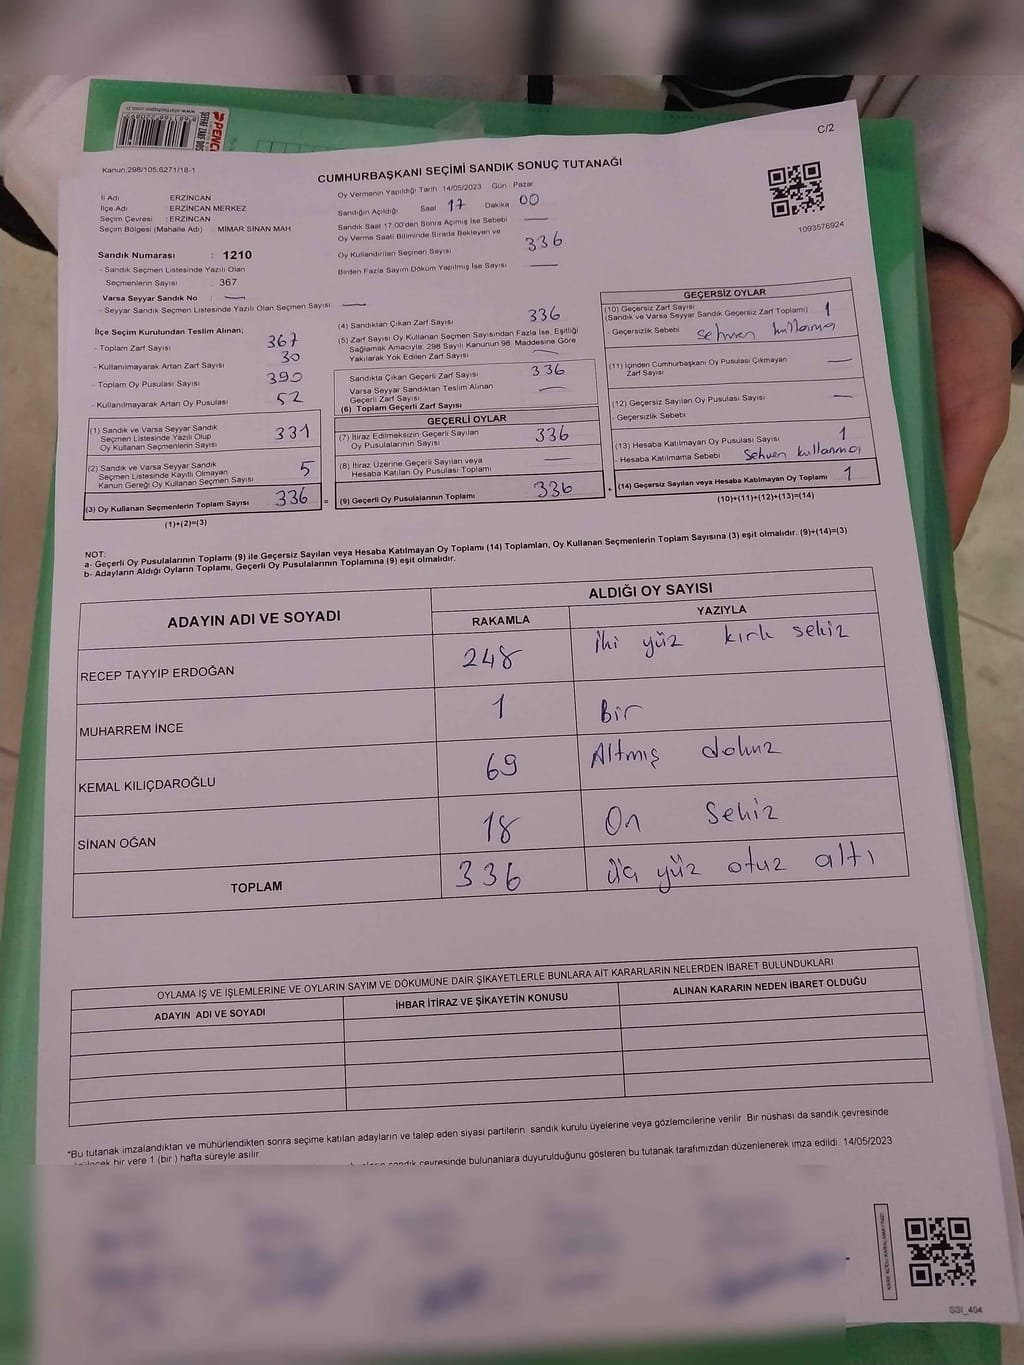 C/2
Kanun:298/105,6271/18-1
CUMHURBAŞKANI SEÇİMİ SANDIK SONUÇ TUTANAĞI
İl Adı ERZİNCAN
İlçe Adı ERZİNCAN MERKEZ
Seçim Çevresi : ERZİNCAN
Seçim Bölgesi (Mahalle Adı) MİMAR SİNAN MAH
Oy Vermenin Yapıldığı Tarih 14/05/2023 Gün Pazar
Sandığın Açıldığı Saat 17 Dakika 00
Sandık Saat 17:00'den Sonra Açımış İse Sebebi —
Oy Verme Saati Bitiminde Sırada Bekleyen ve
Oy Kullandırılan Seçmen Sayısı 336
Birden Fazla Sayım Döküm Yapılmış İse Sayısı —
1093576924
Sandık Numarası : 1210
- Sandık Seçmen Listesinde Yazılı Olan
Seçmenlerin Sayısı : 367
Varsa Seyyar Sandık No : —
- Seyyar Sandık Seçmen Listesinde Yazılı Olan Seçmen Sayısı —
İlçe Seçim Kurulundan Teslim Alınan;
- Toplam Zarf Sayısı 367
- Kullanılmayarak Artan Zarf Sayısı 30
- Toplam Oy Pusulası Sayısı 390
- Kullanılmayarak Artan Oy Pusulası 52
(1) Sandık ve Varsa Seyyar Sandık
Seçmen Listesinde Yazılı Olup
Oy Kullanan Seçmenlerin Sayısı 331
(2) Sandık ve Varsa Seyyar Sandık
Seçmen Listesinde Kayıtlı Olmayan
Kanun Gereği Oy Kullanan Seçmen Sayısı 5
(3) Oy Kullanan Seçmenlerin Toplam Sayısı 336 =
(1)+(2)=(3)
(4) Sandıktan Çıkan Zarf Sayısı 336
(5) Zarf Sayısı Oy Kullanan Seçmen Sayısından Fazla İse, Eşitliği
Sağlamak Amacıyla, 298 Sayılı Kanunun 98. Maddesine Göre
Yakılarak Yok Edilen Zarf Sayısı —
Sandıkta Çıkan Geçerli Zarf Sayısı 336
Varsa Seyyar Sandıktan Teslim Alınan
Geçerli Zarf Sayısı —
(6) Toplam Geçerli Zarf Sayısı
GEÇERLİ OYLAR
(7) İtiraz Edilmeksizin Geçerli Sayılan
Oy Pusulasının Sayısı 336
(8) İtiraz Üzerine Geçerli Sayılan veya
Hesaba Katılan Oy Pusulası Toplamı —
(9) Geçerli Oy Pusulalarının Toplamı 336 +
GEÇERSİZ OYLAR
(10) Geçersiz Zarf Sayısı
(Sandık ve Varsa Seyyar Sandık Geçersiz Zarf Toplamı) 1
- Geçersizlik Sebebi sehven kullanma
(11) İçinden Cumhurbaşkanı Oy Pusulası Çıkmayan
Zarf Sayısı —
(12) Geçersiz Sayılan Oy Pusulası Sayısı —
- Geçersizlik Sebebi
(13) Hesaba Katılmayan Oy Pusulası Sayısı 1
- Hesaba Katılmama Sebebi Sehven kullanma
(14) Geçersiz Sayılan veya Hesaba Katılmayan Oy Toplamı 1
(10)+(11)+(12)+(13)=(14)
NOT:
a- Geçerli Oy Pusulalarının Toplamı (9) ile Geçersiz Sayılan veya Hesaba Katılmayan Oy Toplamı (14) Toplamları, Oy Kullanan Seçmenlerin Toplam Sayısına (3) eşit olmalıdır. (9)+(14)=(3)
b- Adayların Aldığı Oyların Toplamı, Geçerli Oy Pusulalarının Toplamına (9) eşit olmalıdır.
ADAYIN ADI VE SOYADI ALDIĞI OY SAYISI
RAKAMLA YAZIYLA
RECEP TAYYİP ERDOĞAN 248 iki yüz kırk sekiz
MUHARREM İNCE 1 Bir
KEMAL KILIÇDAROĞLU 69 Altmış dokuz
SİNAN OĞAN 18 On Sekiz
TOPLAM 336 yüz otuz altı
OYLAMA İŞ VE İŞLEMLERİNE VE OYLARIN SAYIM VE DÖKÜMÜNE DAİR ŞİKAYETLERLE BUNLARA AİT KARARLARIN NELERDEN İBARET BULUNDUKLARI
ADAYIN ADI VE SOYADI İHBAR İTİRAZ VE ŞİKAYETİN KONUSU ALINAN KARARIN NEDEN İBARET OLDUĞU
*Bu tutanak imzalandıktan ve mühürlendikten sonra seçime katılan adayların ve talep eden siyasi partilerin sandık kurulu üyelerine veya gözlemcilerine verilir. Bir nüshası da sandık çevresinde
bir yere 1 (bir) hafta süreyle asılır.
sandık çevresinde bulunanlara duyurulduğunu gösteren bu tutanak tarafımızdan düzenlenerek imza edildi 14/05/2023
SSI_404